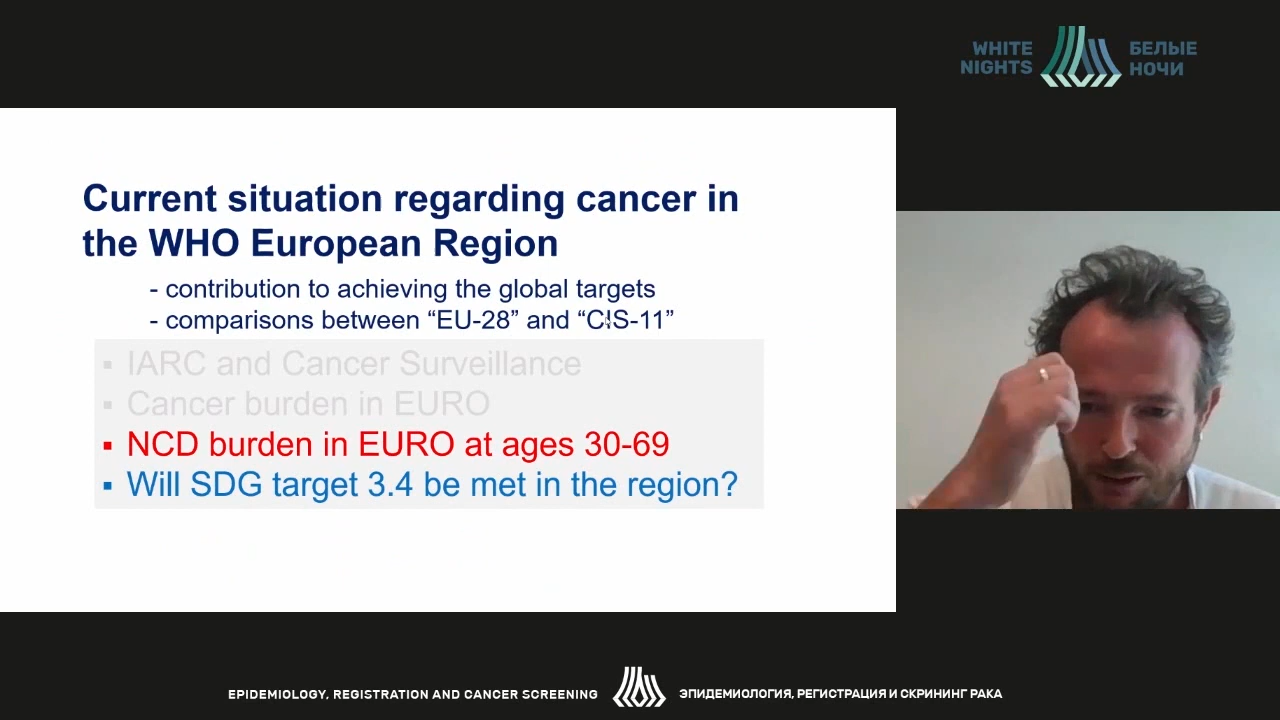 WHITE
NIGHTS
БЕЛЫЕ
НОЧИ
Current situation regarding cancer in
the WHO European Region
- contribution to achieving the global targets
- comparisons between “EU-28” and “CIS-11”
▪ IARC and Cancer Surveillance
▪ Cancer burden in EURO
▪ NCD burden in EURO at ages 30-69
▪ Will SDG target 3.4 be met in the region?
EPIDEMIOLOGY, REGISTRATION AND CANCER SCREENING
ЭПИДЕМИОЛОГИЯ, РЕГИСТРАЦИЯ И СКРИНИНГ РАКА